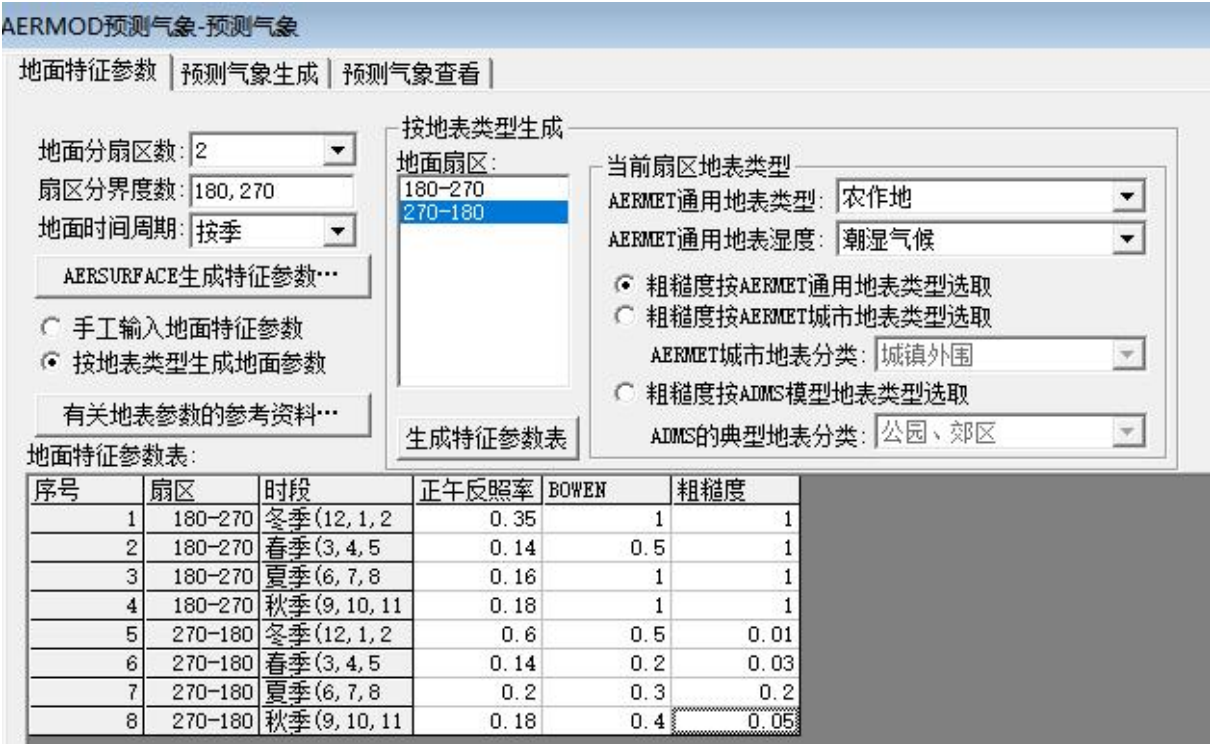 AERMOD预测气象-预测气象
地面特征参数 预测气象生成 预测气象查看
地面分扇区数: 2
扇区分界度数: 180,270
地面时间周期: 按季
AERSURFACE生成特征参数…
手工输入地面特征参数
按地表类型生成地面参数
有关地表参数的参考资料…
按地表类型生成
地面扇区:
180-270
270-180
生成特征参数表
当前扇区地表类型
AERMET通用地表类型: 农作地
AERMET通用地表湿度: 潮湿气候
粗糙度按AERMET通用地表类型选取
粗糙度按AERMET城市地表类型选取
AERMET城市地表分类: 城镇外围
粗糙度按ADMS模型地表类型选取
ADMS的典型地表分类: 公园、郊区
地面特征参数表:
序号 扇区 时段 正午反照率 BOWEN 粗糙度
1 180-270 冬季(12,1,2 0.35 1 1
2 180-270 春季(3,4,5 0.14 0.5 1
3 180-270 夏季(6,7,8 0.16 1 1
4 180-270 秋季(9,10,11 0.18 1 1
5 270-180 冬季(12,1,2 0.6 0.5 0.01
6 270-180 春季(3,4,5 0.14 0.2 0.03
7 270-180 夏季(6,7,8 0.2 0.3 0.2
8 270-180 秋季(9,10,11 0.18 0.4 0.05